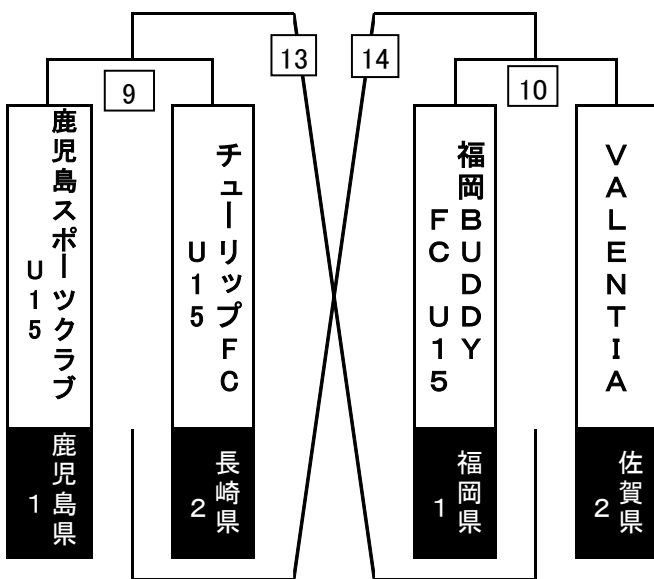 13
14
9
10
鹿児島スポーツクラブ
U15
チューリップFC
U15
福岡BUDDY
FC U15
VALENTIA
鹿児島県
1
長崎県
2
福岡県
1
佐賀県
2